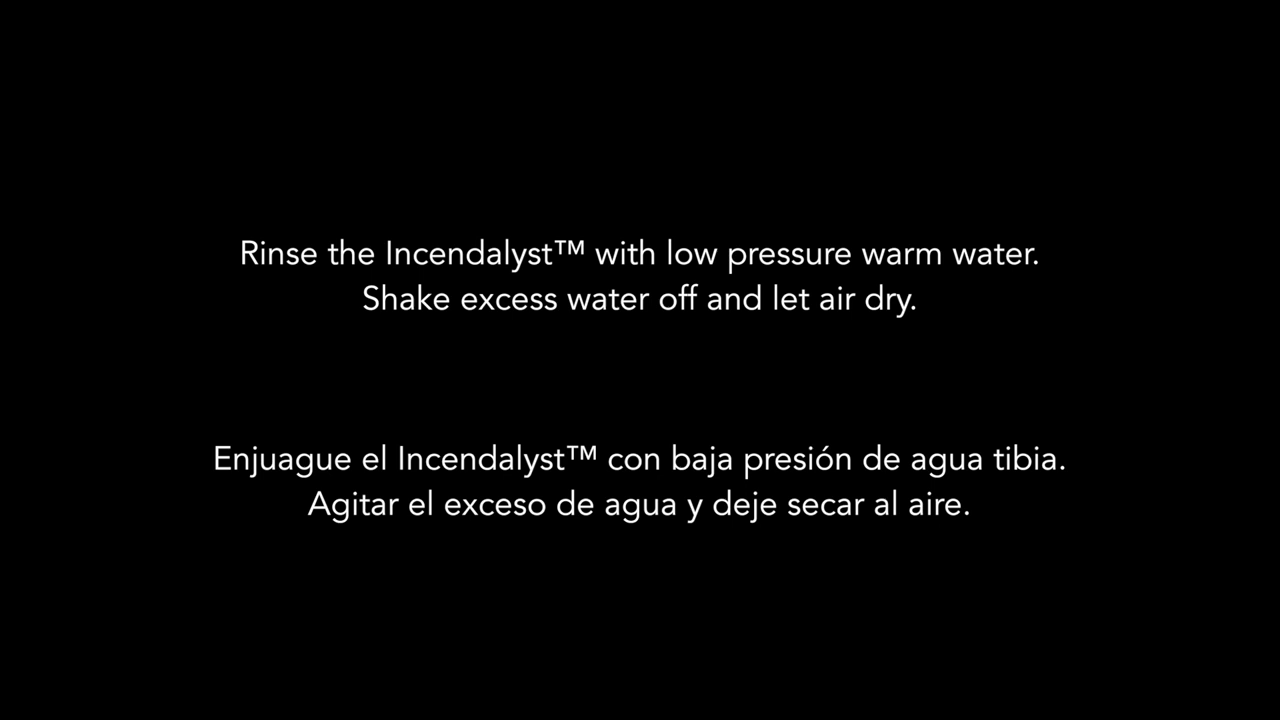 Rinse the Incendalyst™ with low pressure warm water.
Shake excess water off and let air dry.
Enjuague el Incendalyst™ con baja presión de agua tibia.
Agitar el exceso de agua y deje secar al aire.